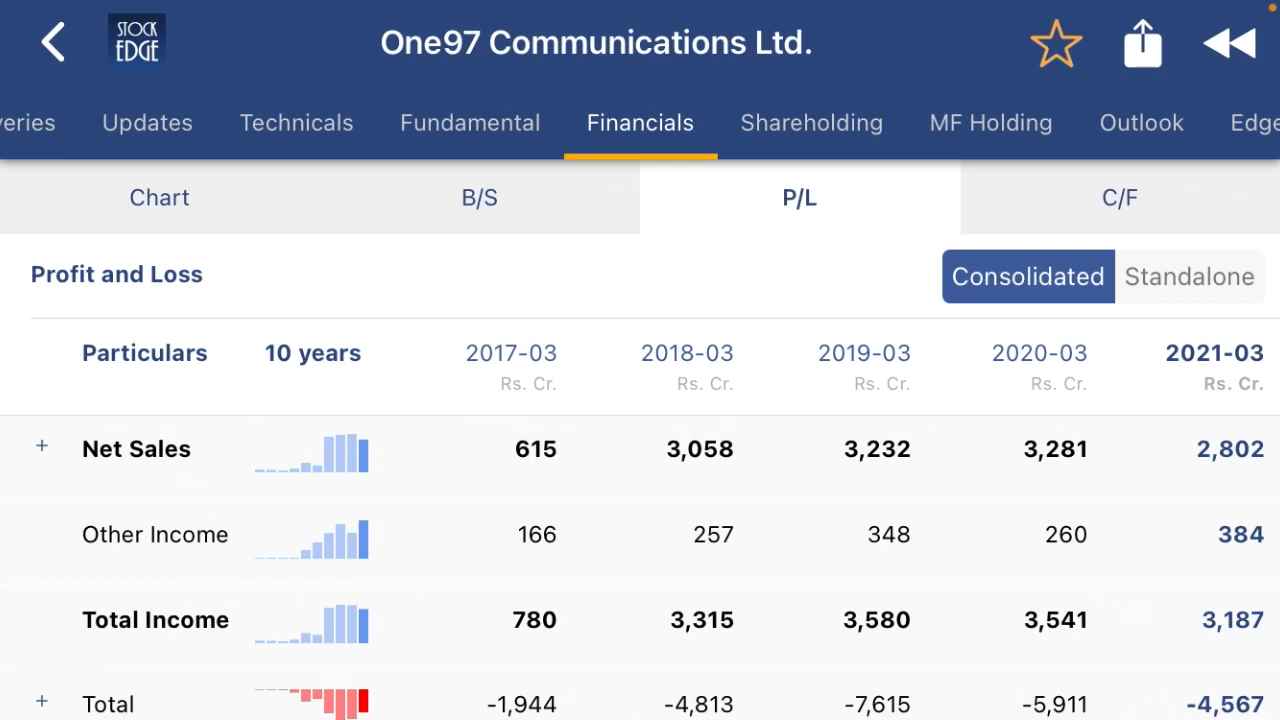 STOCK
EDGE
One97 Communications Ltd.
veries Updates Technicals Fundamental Financials Shareholding MF Holding Outlook Edge
Chart B/S P/L C/F
Profit and Loss Consolidated Standalone
Particulars 10 years 2017-03 2018-03 2019-03 2020-03 2021-03
Rs. Cr. Rs. Cr. Rs. Cr. Rs. Cr. Rs. Cr.
+ Net Sales 615 3,058 3,232 3,281 2,802
Other Income 166 257 348 260 384
Total Income 780 3,315 3,580 3,541 3,187
+ Total -1,944 -4,813 -7,615 -5,911 -4,567